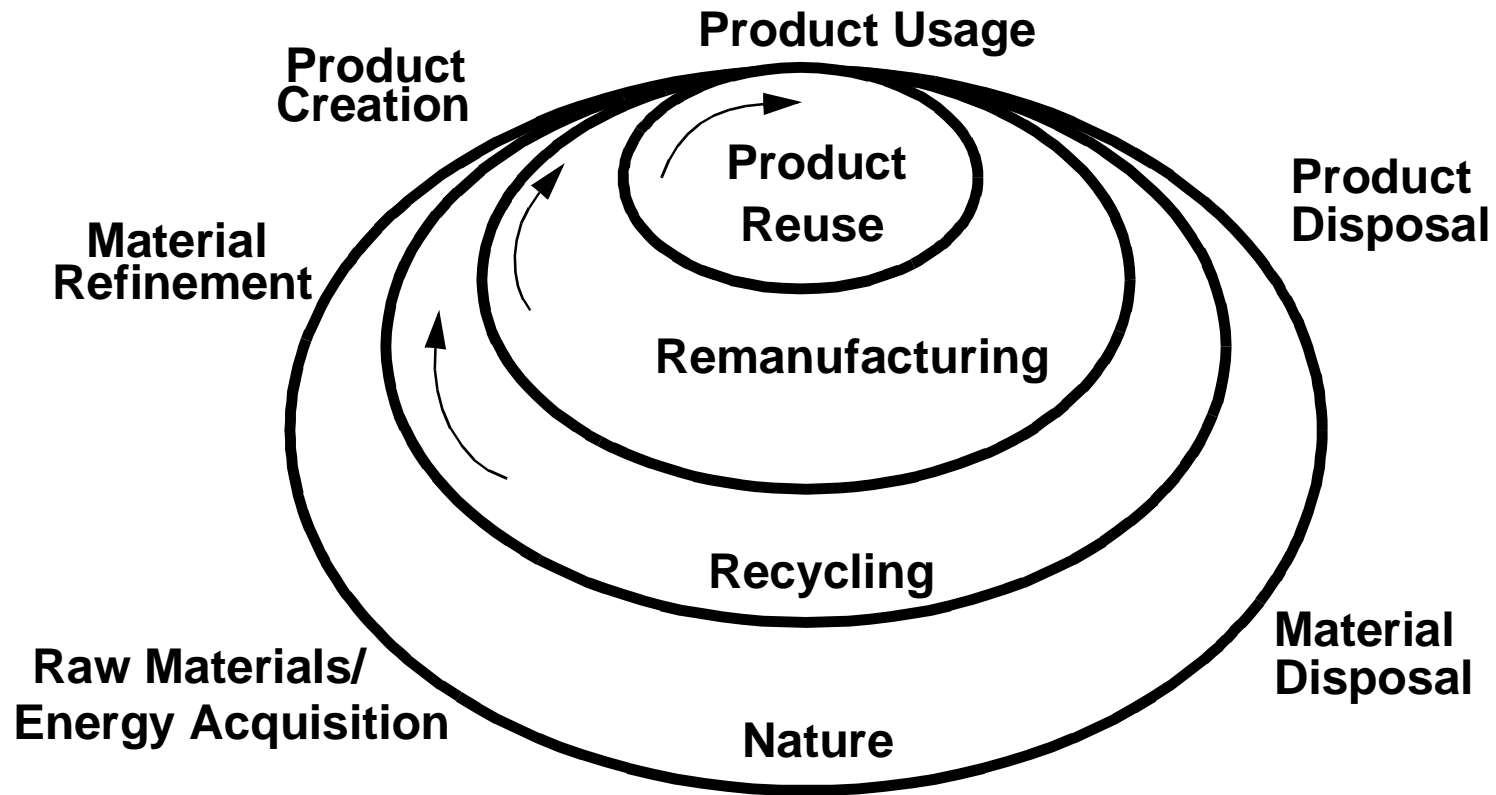 Product Usage
Product
Creation
Product
Reuse
Product
Disposal
Material
Refinement
Remanufacturing
Recycling
Material
Disposal
Raw Materials/
Energy Acquisition
Nature